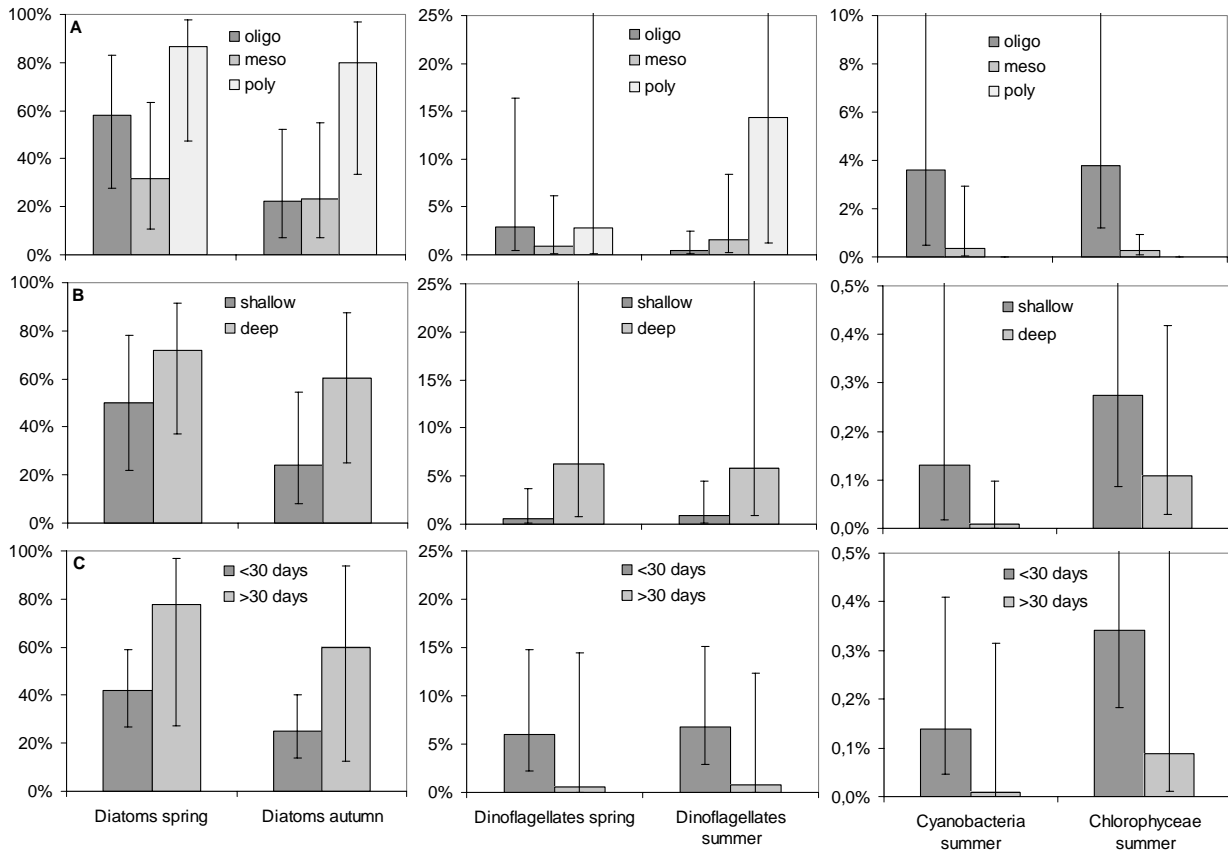 A
100%
80%
60%
40%
20%
0%
oligo
meso
poly
25%
20%
15%
10%
5%
0%
oligo
meso
poly
10%
8%
6%
4%
2%
0%
oligo
meso
poly
B
100%
80%
60%
40%
20%
0%
shallow
deep
25%
20%
15%
10%
5%
0%
shallow
deep
0,5%
0,4%
0,3%
0,2%
0,1%
0,0%
shallow
deep
C
100%
80%
60%
40%
20%
0%
<30 days
>30 days
Diatoms spring
Diatoms autumn
25%
20%
15%
10%
5%
0%
<30 days
>30 days
Dinoflagellates spring
Dinoflagellates
summer
0,5%
0,4%
0,3%
0,2%
0,1%
0,0%
<30 days
>30 days
Cyanobacteria
summer
Chlorophyceae
summer